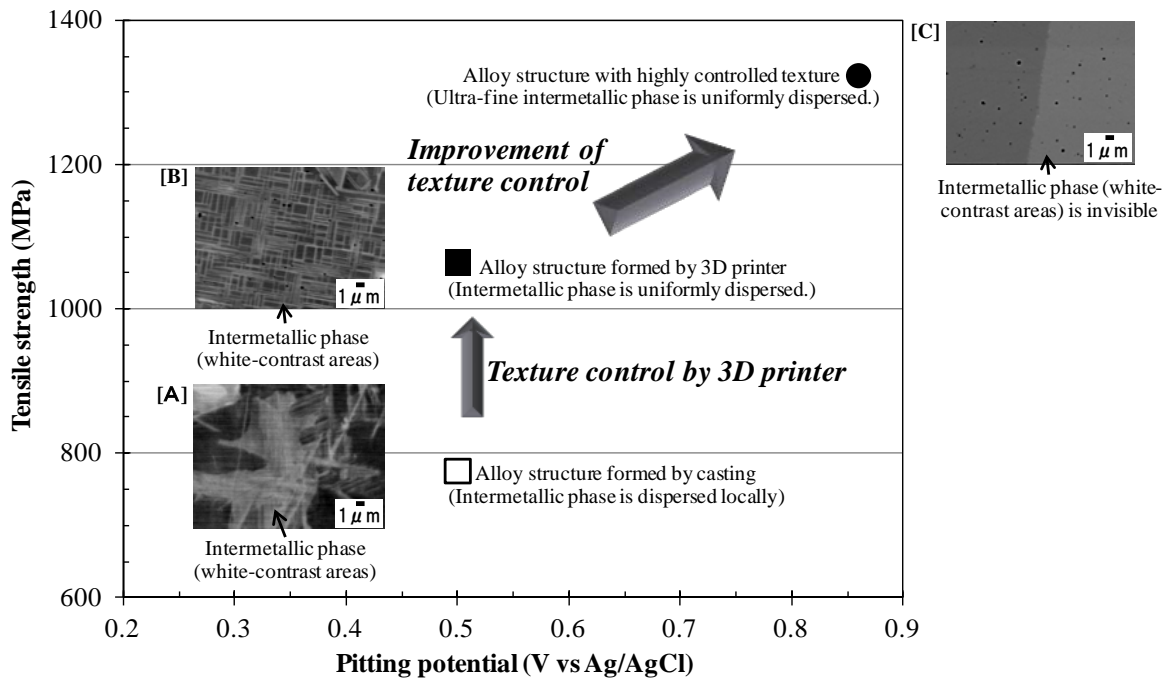 1400
1200
1000
800
600
Tensile strength (MPa)
0.2
0.3
0.4
0.5
0.6
0.7
0.8
0.9
Pitting potential (V vs Ag/AgCl)
Alloy structure with highly controlled texture
(Ultra-fine intermetallic phase is uniformly dispersed.)
Improvement of
texture control
[B]
1 μm
Intermetallic phase
(white-contrast areas)
Alloy structure formed by 3D printer
(Intermetallic phase is uniformly dispersed.)
Texture control by 3D printer
[A]
1 μm
Intermetallic phase
(white-contrast areas)
Alloy structure formed by casting
(Intermetallic phase is dispersed locally)
[C]
1 μm
Intermetallic phase (white-
contrast areas) is invisible